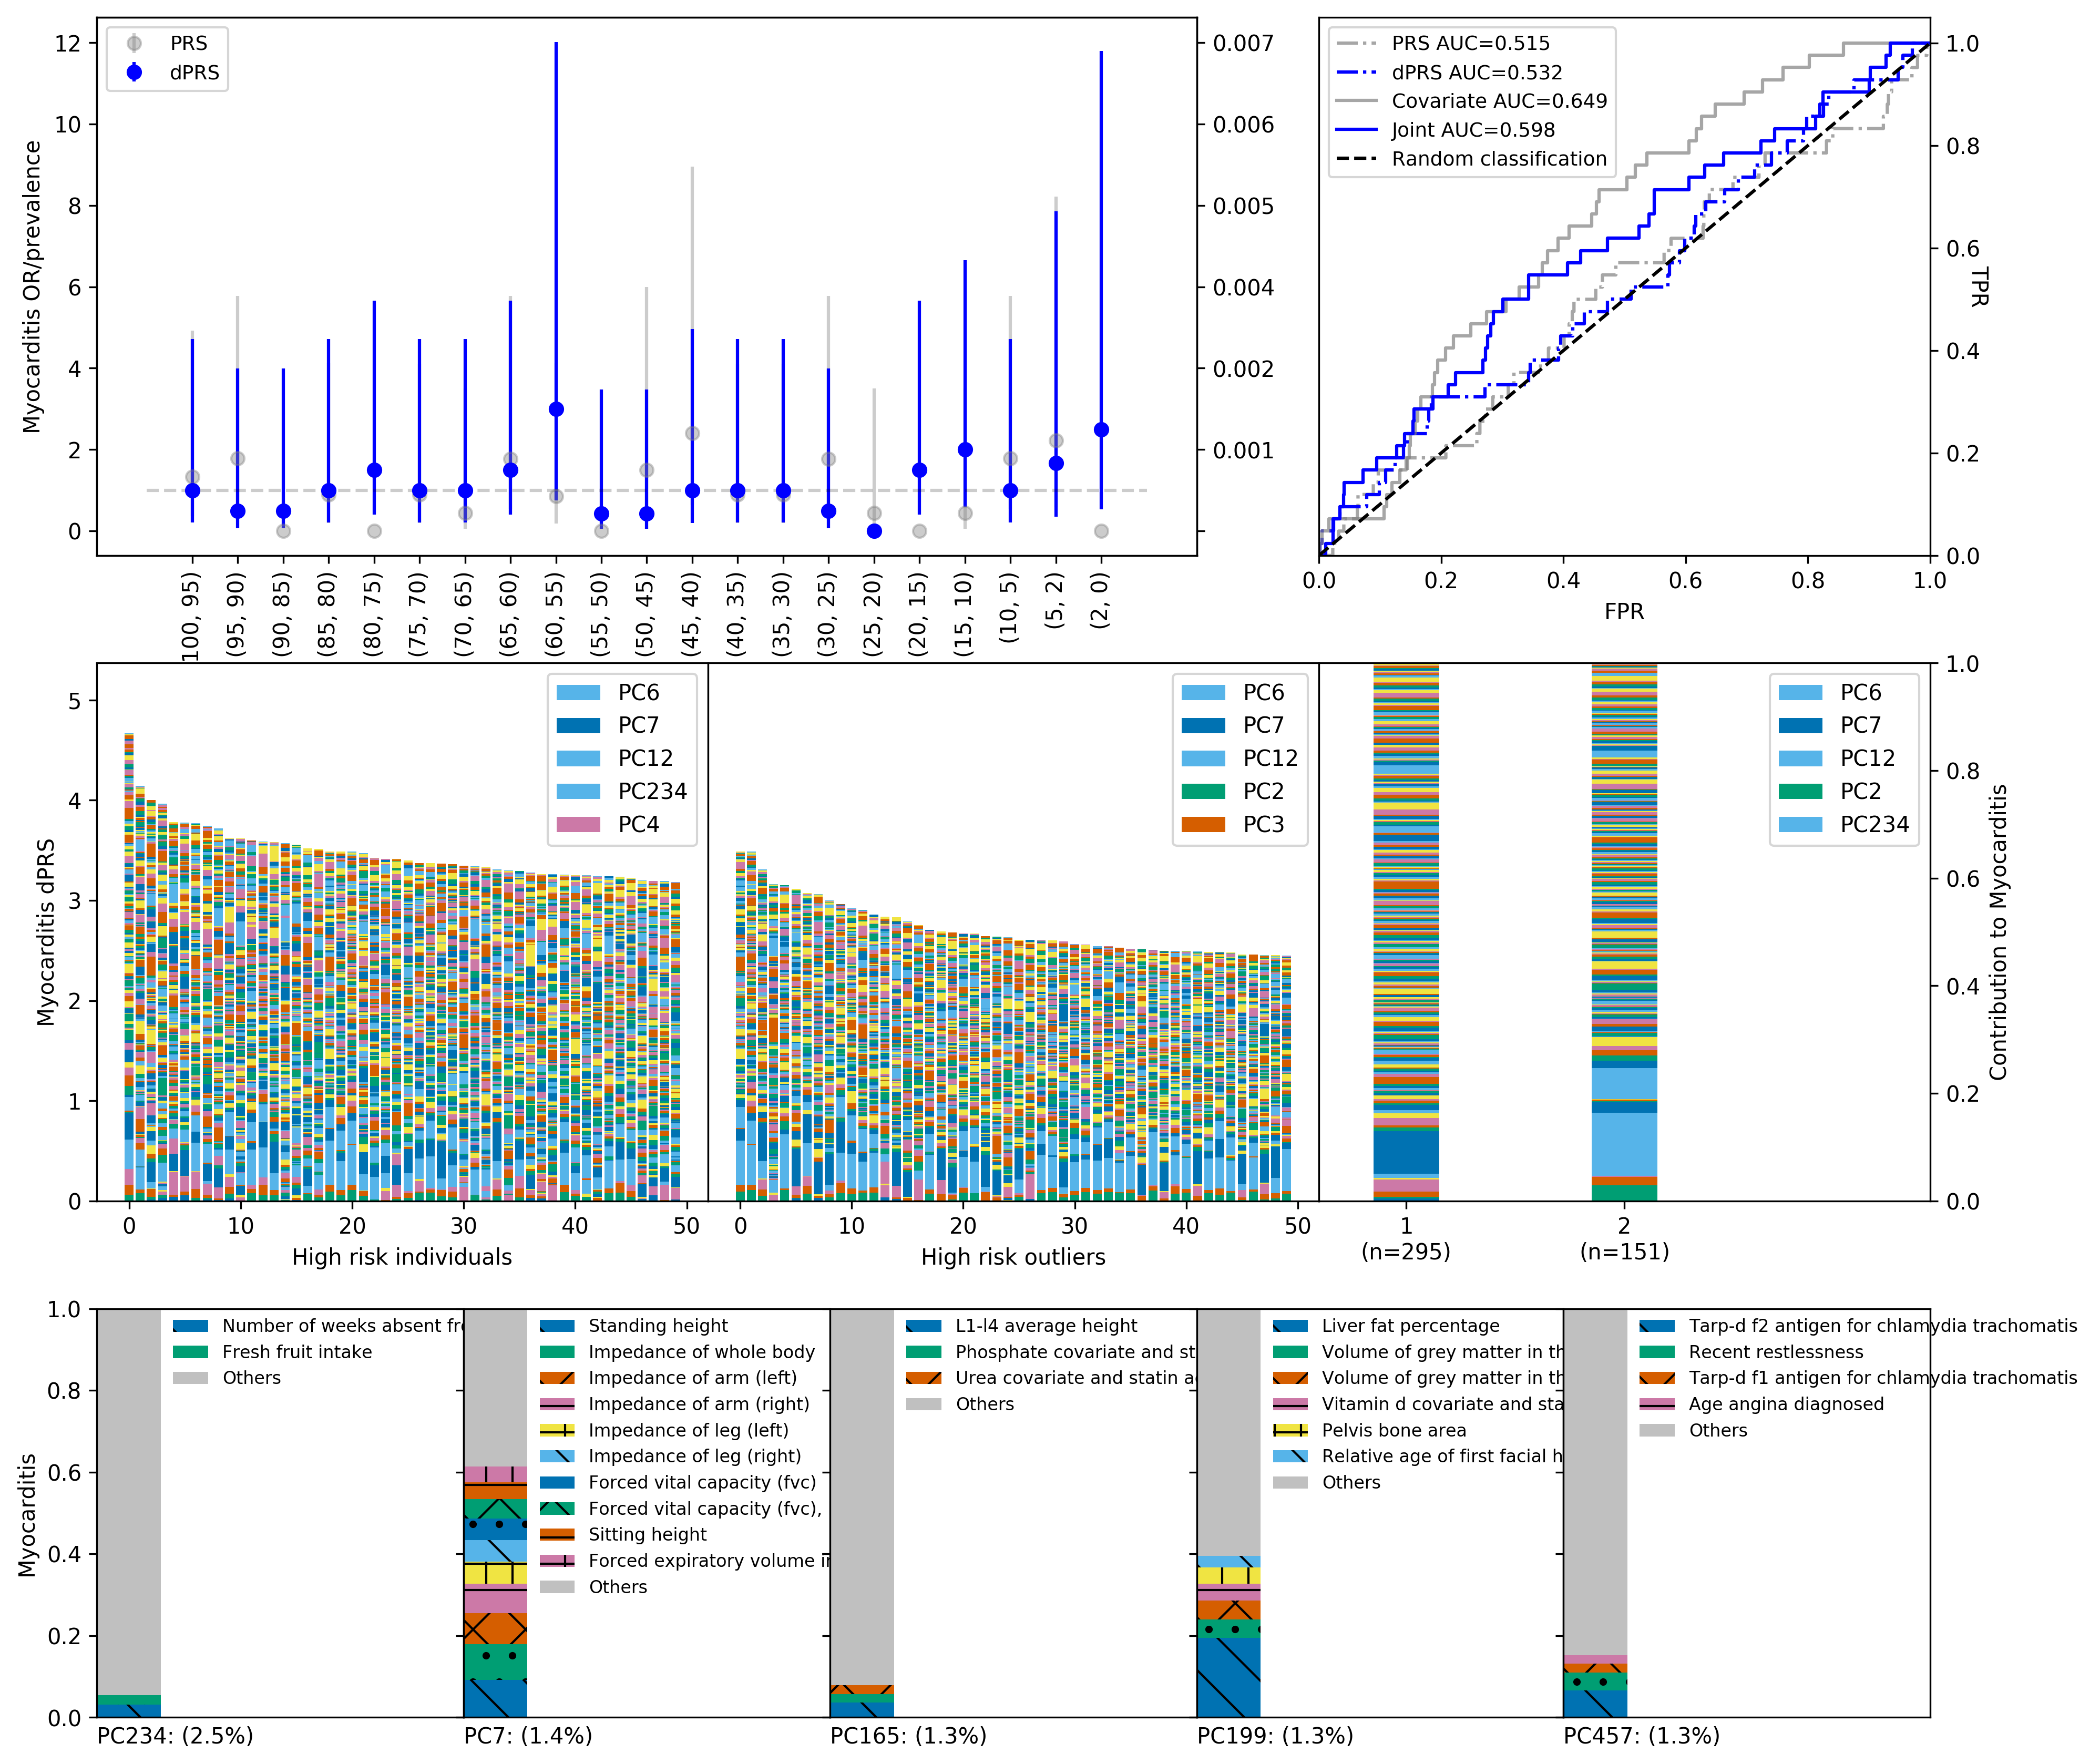 PRS
dPRS
12
10
8
6
4
2
0
Myocarditis OR/prevalence
0.007
0.006
0.005
0.004
0.002
0.001
100, 95)
(95, 90)
(90, 85)
(85, 80)
(80, 75)
(75, 70)
(70, 65)
(65, 60)
(60, 55)
(55, 50)
(50, 45)
(45, 40)
(40, 35)
(35, 30)
(30, 25)
(25, 20)
(20, 15)
(15, 10)
(10, 5)
(5, 2)
(2, 0)
PRS AUC=0.515
dPRS AUC=0.532
Covariate AUC=0.649
Joint AUC=0.598
Random classification
1.0
0.8
0.6
0.4
0.2
0.0
TPR
0.0 0.2 0.4 0.6 0.8 1.0
FPR
Myocarditis dPRS
5
4
3
2
1
0
PC6
PC7
PC12
PC234
PC4
0 10 20 30 40 50
High risk individuals
PC6
PC7
PC12
PC2
PC3
0 10 20 30 40 50
High risk outliers
PC6
PC7
PC12
PC2
PC234
1
(n=295)
2
(n=151)
1.0
0.8
0.6
0.4
0.2
0.0
Contribution to Myocarditis
Myocarditis
1.0
0.8
0.6
0.4
0.2
0.0
Number of weeks absent fr
Fresh fruit intake
Others
PC234: (2.5%)
Standing height
Impedance of whole body
Impedance of arm (left)
Impedance of arm (right)
Impedance of leg (left)
Impedance of leg (right)
Forced vital capacity (fvc)
Forced vital capacity (fvc),
Sitting height
Forced expiratory volume i
Others
PC7: (1.4%)
L1-l4 average height
Phosphate covariate and st
Urea covariate and statin a
Others
PC165: (1.3%)
Liver fat percentage
Volume of grey matter in th
Volume of grey matter in th
Vitamin d covariate and sta
Pelvis bone area
Relative age of first facial h
Others
PC199: (1.3%)
Tarp-d f2 antigen for chlamydia trachomatis
Recent restlessness
Tarp-d f1 antigen for chlamydia trachomatis
Age angina diagnosed
Others
PC457: (1.3%)